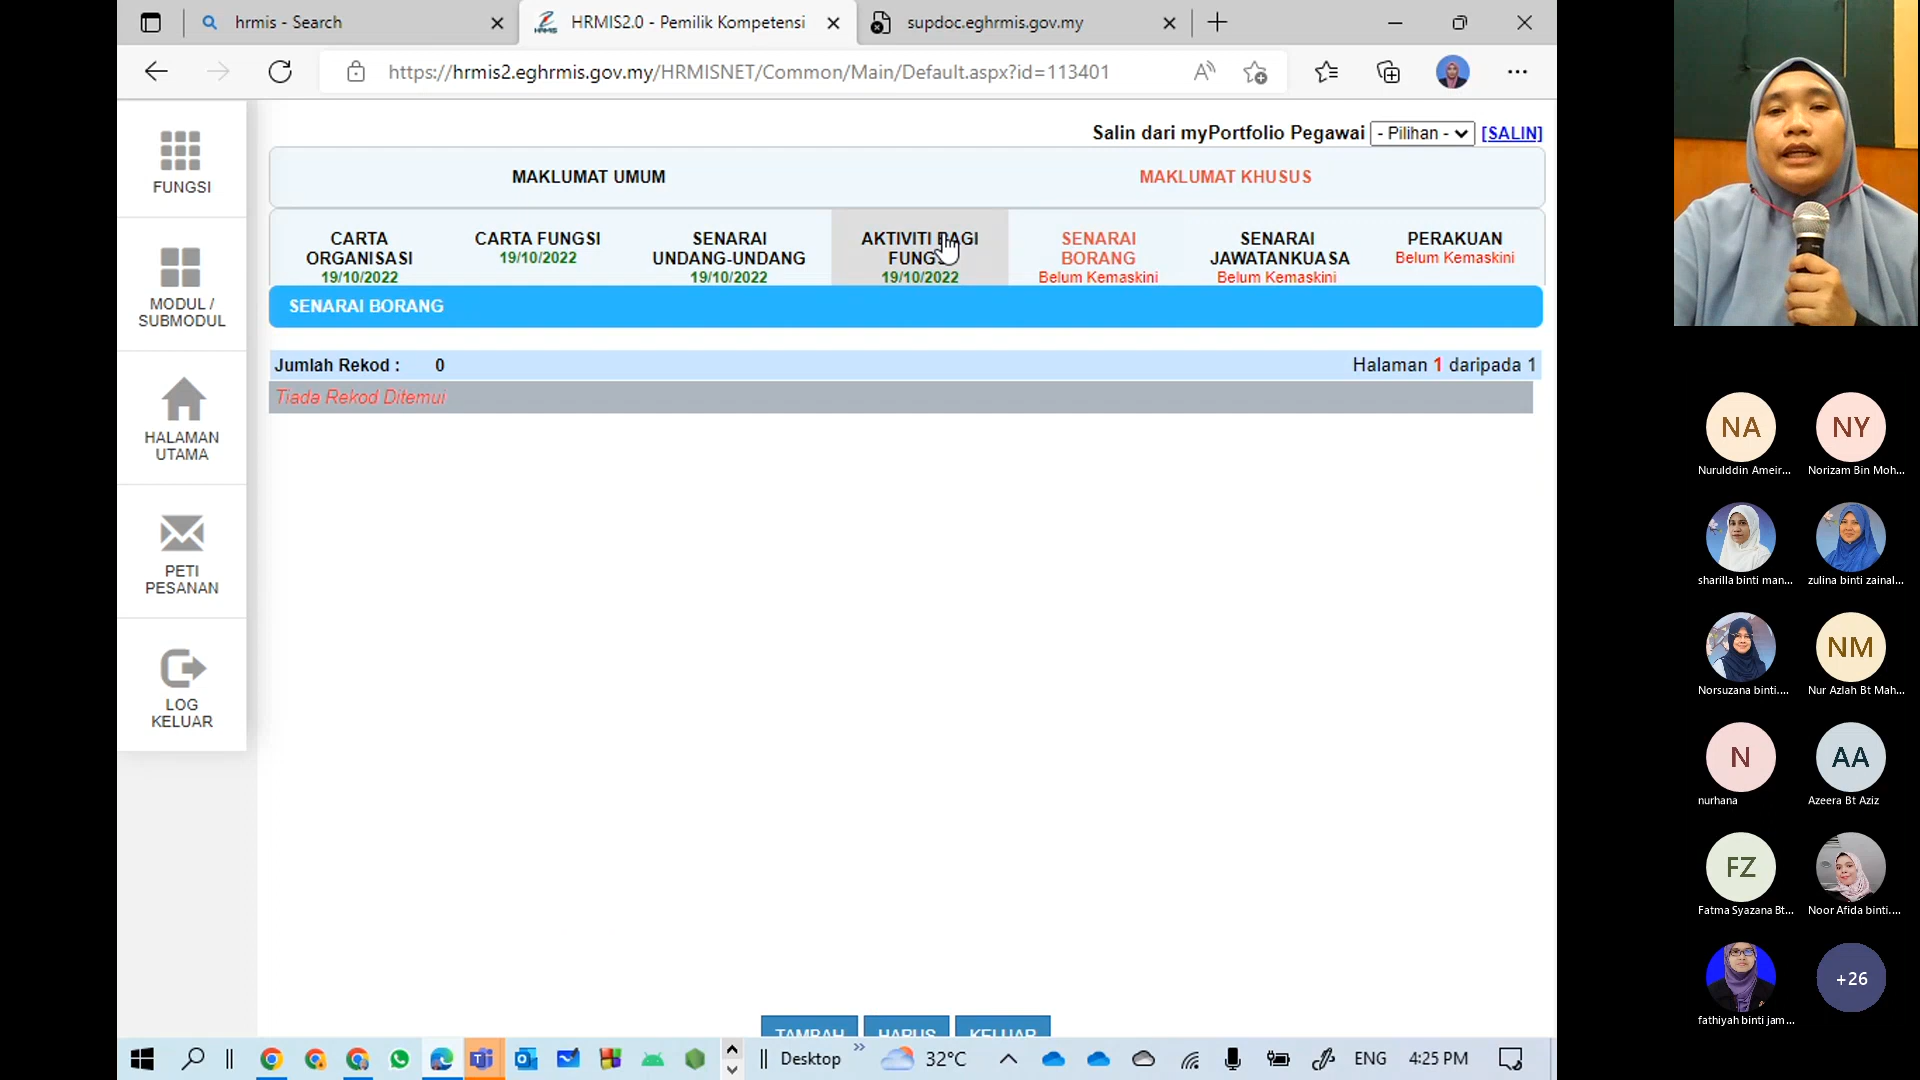 hrmis - Search
HRMIS2.0 - Pemilik Kompetensi
supdoc.eghrmis.gov.my
https://hrmis2.eghrmis.gov.my/HRMISNET/Common/Main/Default.aspx?id=113401
FUNGSI
MODUL /
SUBMODUL
HALAMAN
UTAMA
PETI
PESANAN
LOG
KELUAR
Salin dari myPortfolio Pegawai - Pilihan - [SALIN]
MAKLUMAT UMUM
MAKLUMAT KHUSUS
CARTA
ORGANISASI
19/10/2022
CARTA FUNGSI
19/10/2022
SENARAI
UNDANG-UNDANG
19/10/2022
AKTIVITI BAGI
19/10/2022
SENARAI
BORANG
Belum Kemaskini
SENARAI
JAWATANKUASA
Belum Kemaskini
PERAKUAN
Belum Kemaskini
SENARAI BORANG
Jumlah Rekod : 0
Halaman 1 daripada 1
Tiada Rekod Ditemui
TAMBAH
HAPUS
KELUAR
Desktop
32°C
ENG
4:25 PM
NA
Nurulddin Ameir...
NY
Norizam Bin Moh...
sharilla binti man...
zulina binti zainal...
Norsuzana binti....
NM
Nur Azlah Bt Mah...
N
nurhana
AA
Azeera Bt Aziz
FZ
Fatma Syazana Bt...
Noor Afida binti....
fathiyah binti jam...
+26